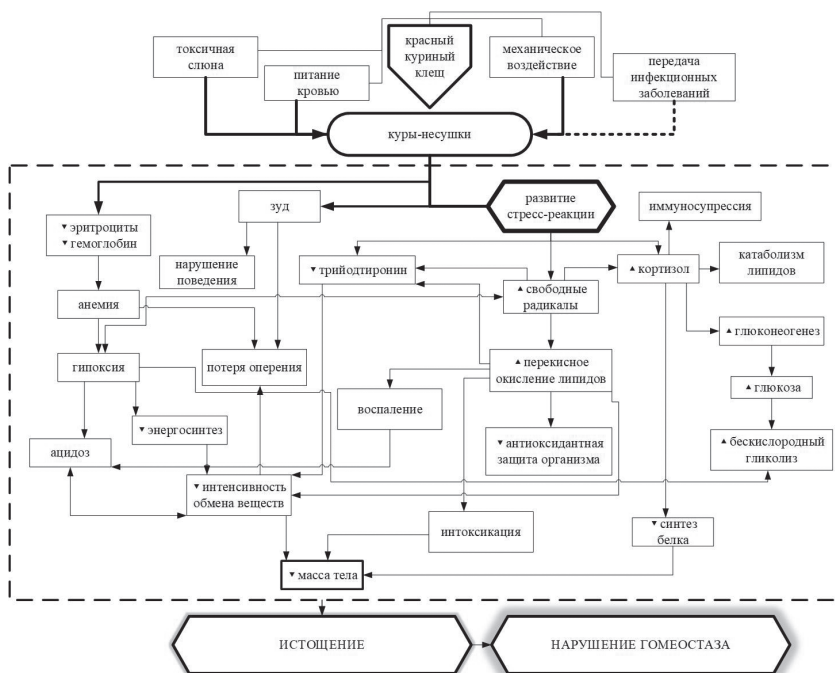 токсичная
слюна
питание
кровью
красный
куриный
клещ
механическое
воздействие
передача
инфекционных
заболеваний
куры-несушки
▼ эритроциты
▼ гемоглобин
зуд
развитие
стресс-реакции
иммуносупрессия
нарушение
поведения
▼ трийодтиронин
▲ кортизол
катаболизм
липидов
анемия
▲ свободные
радикалы
▲ глюконеогенез
гипоксия
потеря оперения
▲ перекисное
окисление липидов
▲ глюкоза
воспаление
▼ энергосинтез
ацидоз
▼ антиоксидантная
защита организма
▲ бескислородный
гликолиз
▼ интенсивность
обмена веществ
интоксикация
▼ синтез
белка
▼ масса тела
ИСТОЩЕНИЕ
НАРУШЕНИЕ ГОМЕОСТАЗА